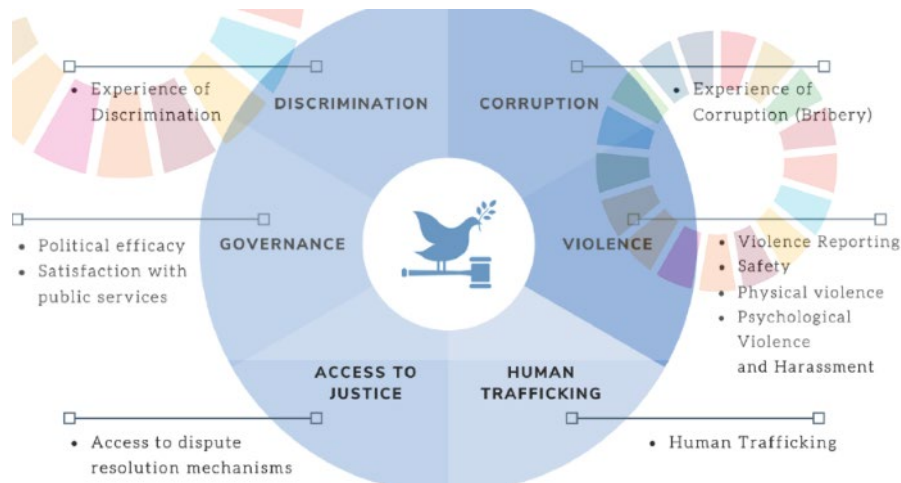 Experience of
Discrimination
DISCRIMINATION
CORRUPTION
Experience of
Corruption (Bribery)
Political efficacy
Satisfaction with
public services
GOVERNANCE
VIOLENCE
Violence Reporting
Safety
Physical violence
Psychological
Violence
and Harassment
ACCESS TO
JUSTICE
HUMAN
TRAFFICKING
Access to dispute
resolution mechanisms
Human Trafficking